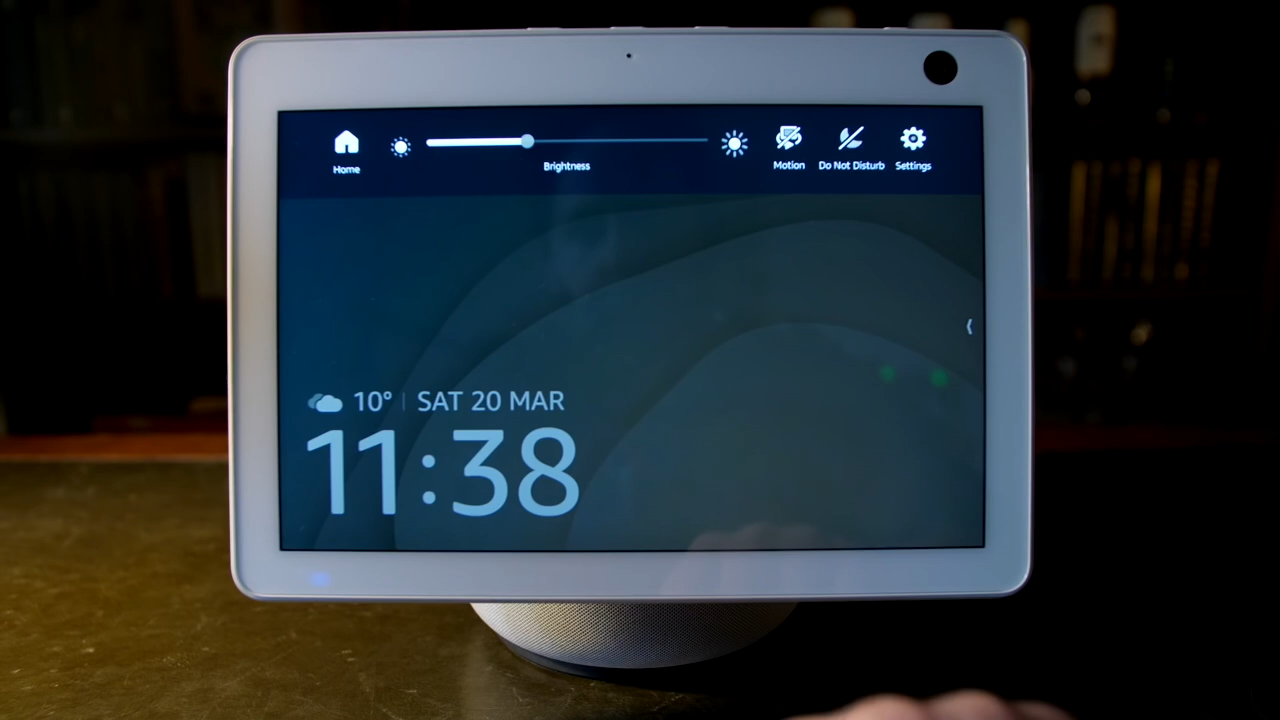 Home
Brightness
Motion
Do Not Disturb
Settings
10° | SAT 20 MAR
11:38